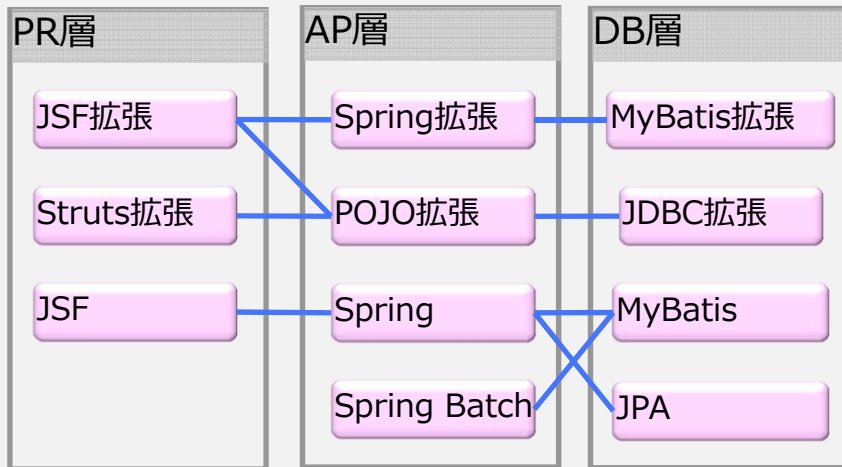 PR層
JSF拡張
Struts拡張
JSF
AP層
Spring拡張
POJO拡張
Spring
Spring Batch
DB層
MyBatis拡張
JDBC拡張
MyBatis
JPA